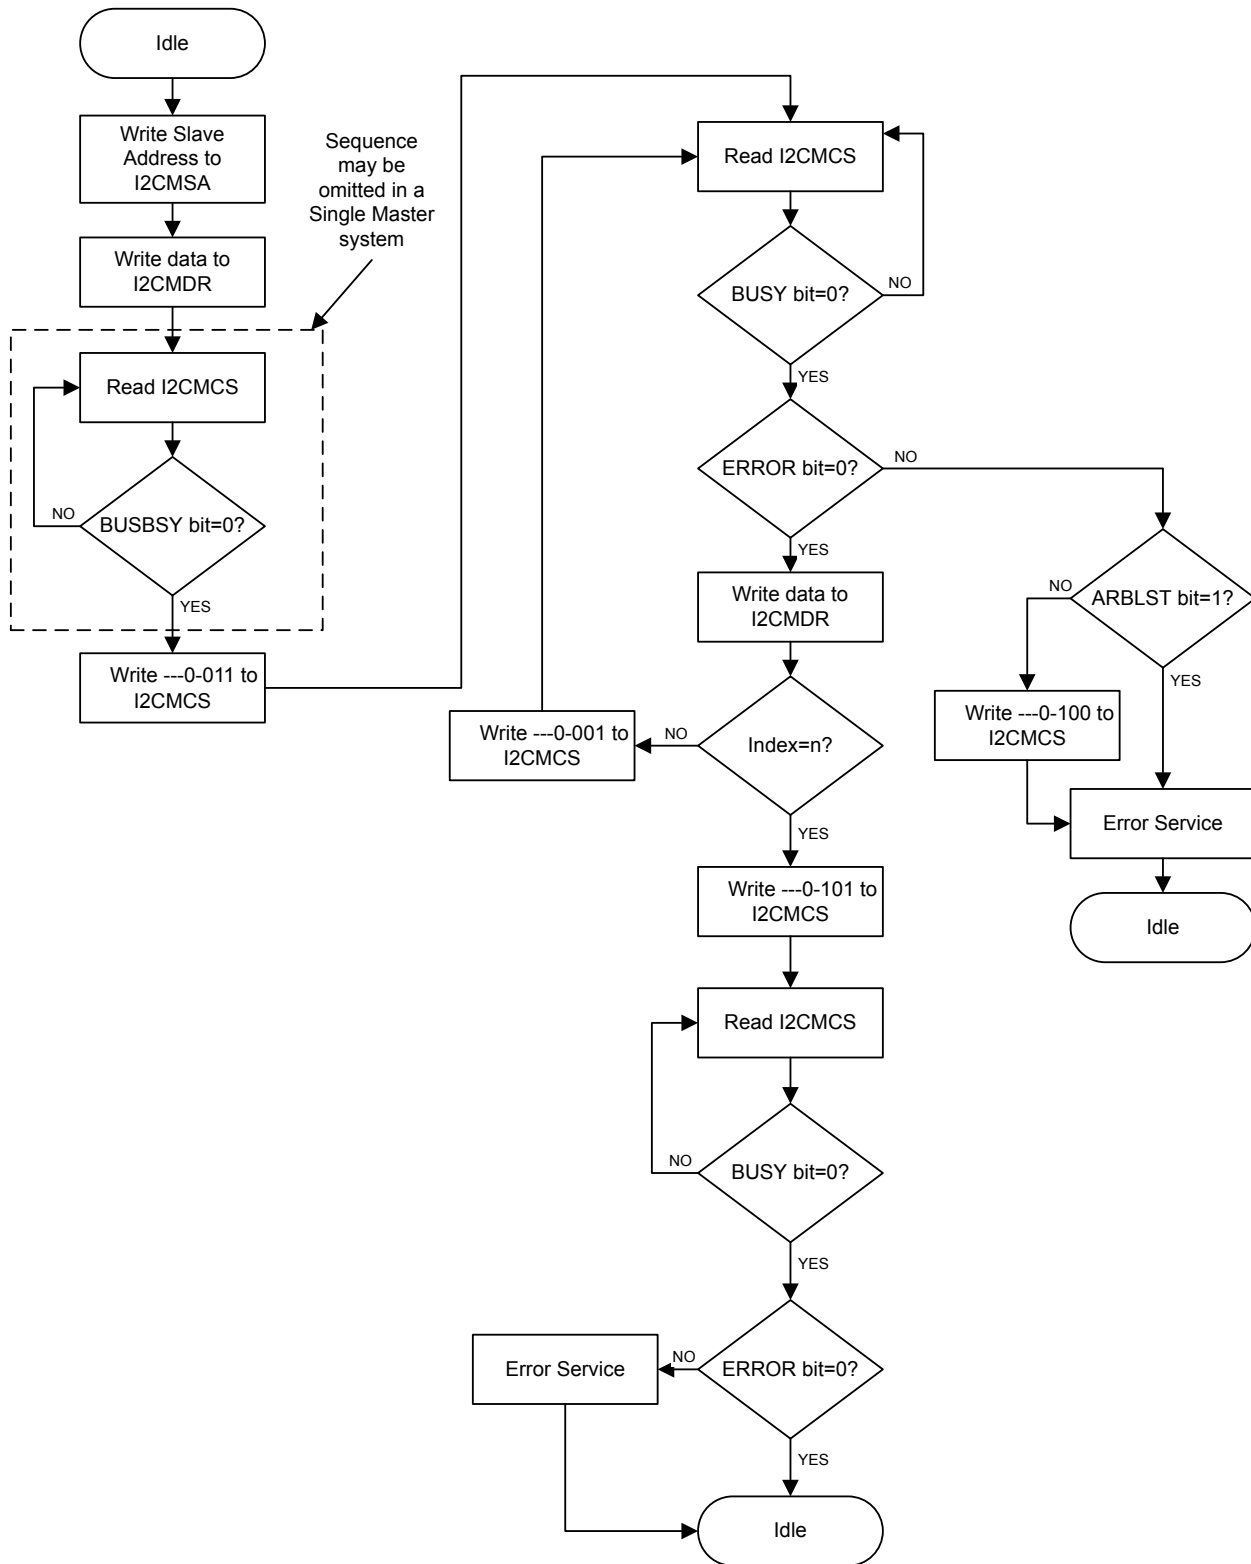 Idle
Write Slave
Address to
I2CMSA
Write data to
I2CMDR
Sequence
may be
omitted in a
Single Master
system
Read I2CMCS
BUSBSY bit=0?
NO
YES
Write ---0-011 to
I2CMCS
Read I2CMCS
BUSY bit=0?
NO
YES
ERROR bit=0?
NO
YES
Write data to
I2CMDR
Index=n?
NO
Write ---0-001 to
I2CMCS
YES
ARBLST bit=1?
NO
YES
Write ---0-100 to
I2CMCS
Error Service
Idle
Write ---0-101 to
I2CMCS
Read I2CMCS
BUSY bit=0?
NO
YES
ERROR bit=0?
NO
Error Service
YES
Idle